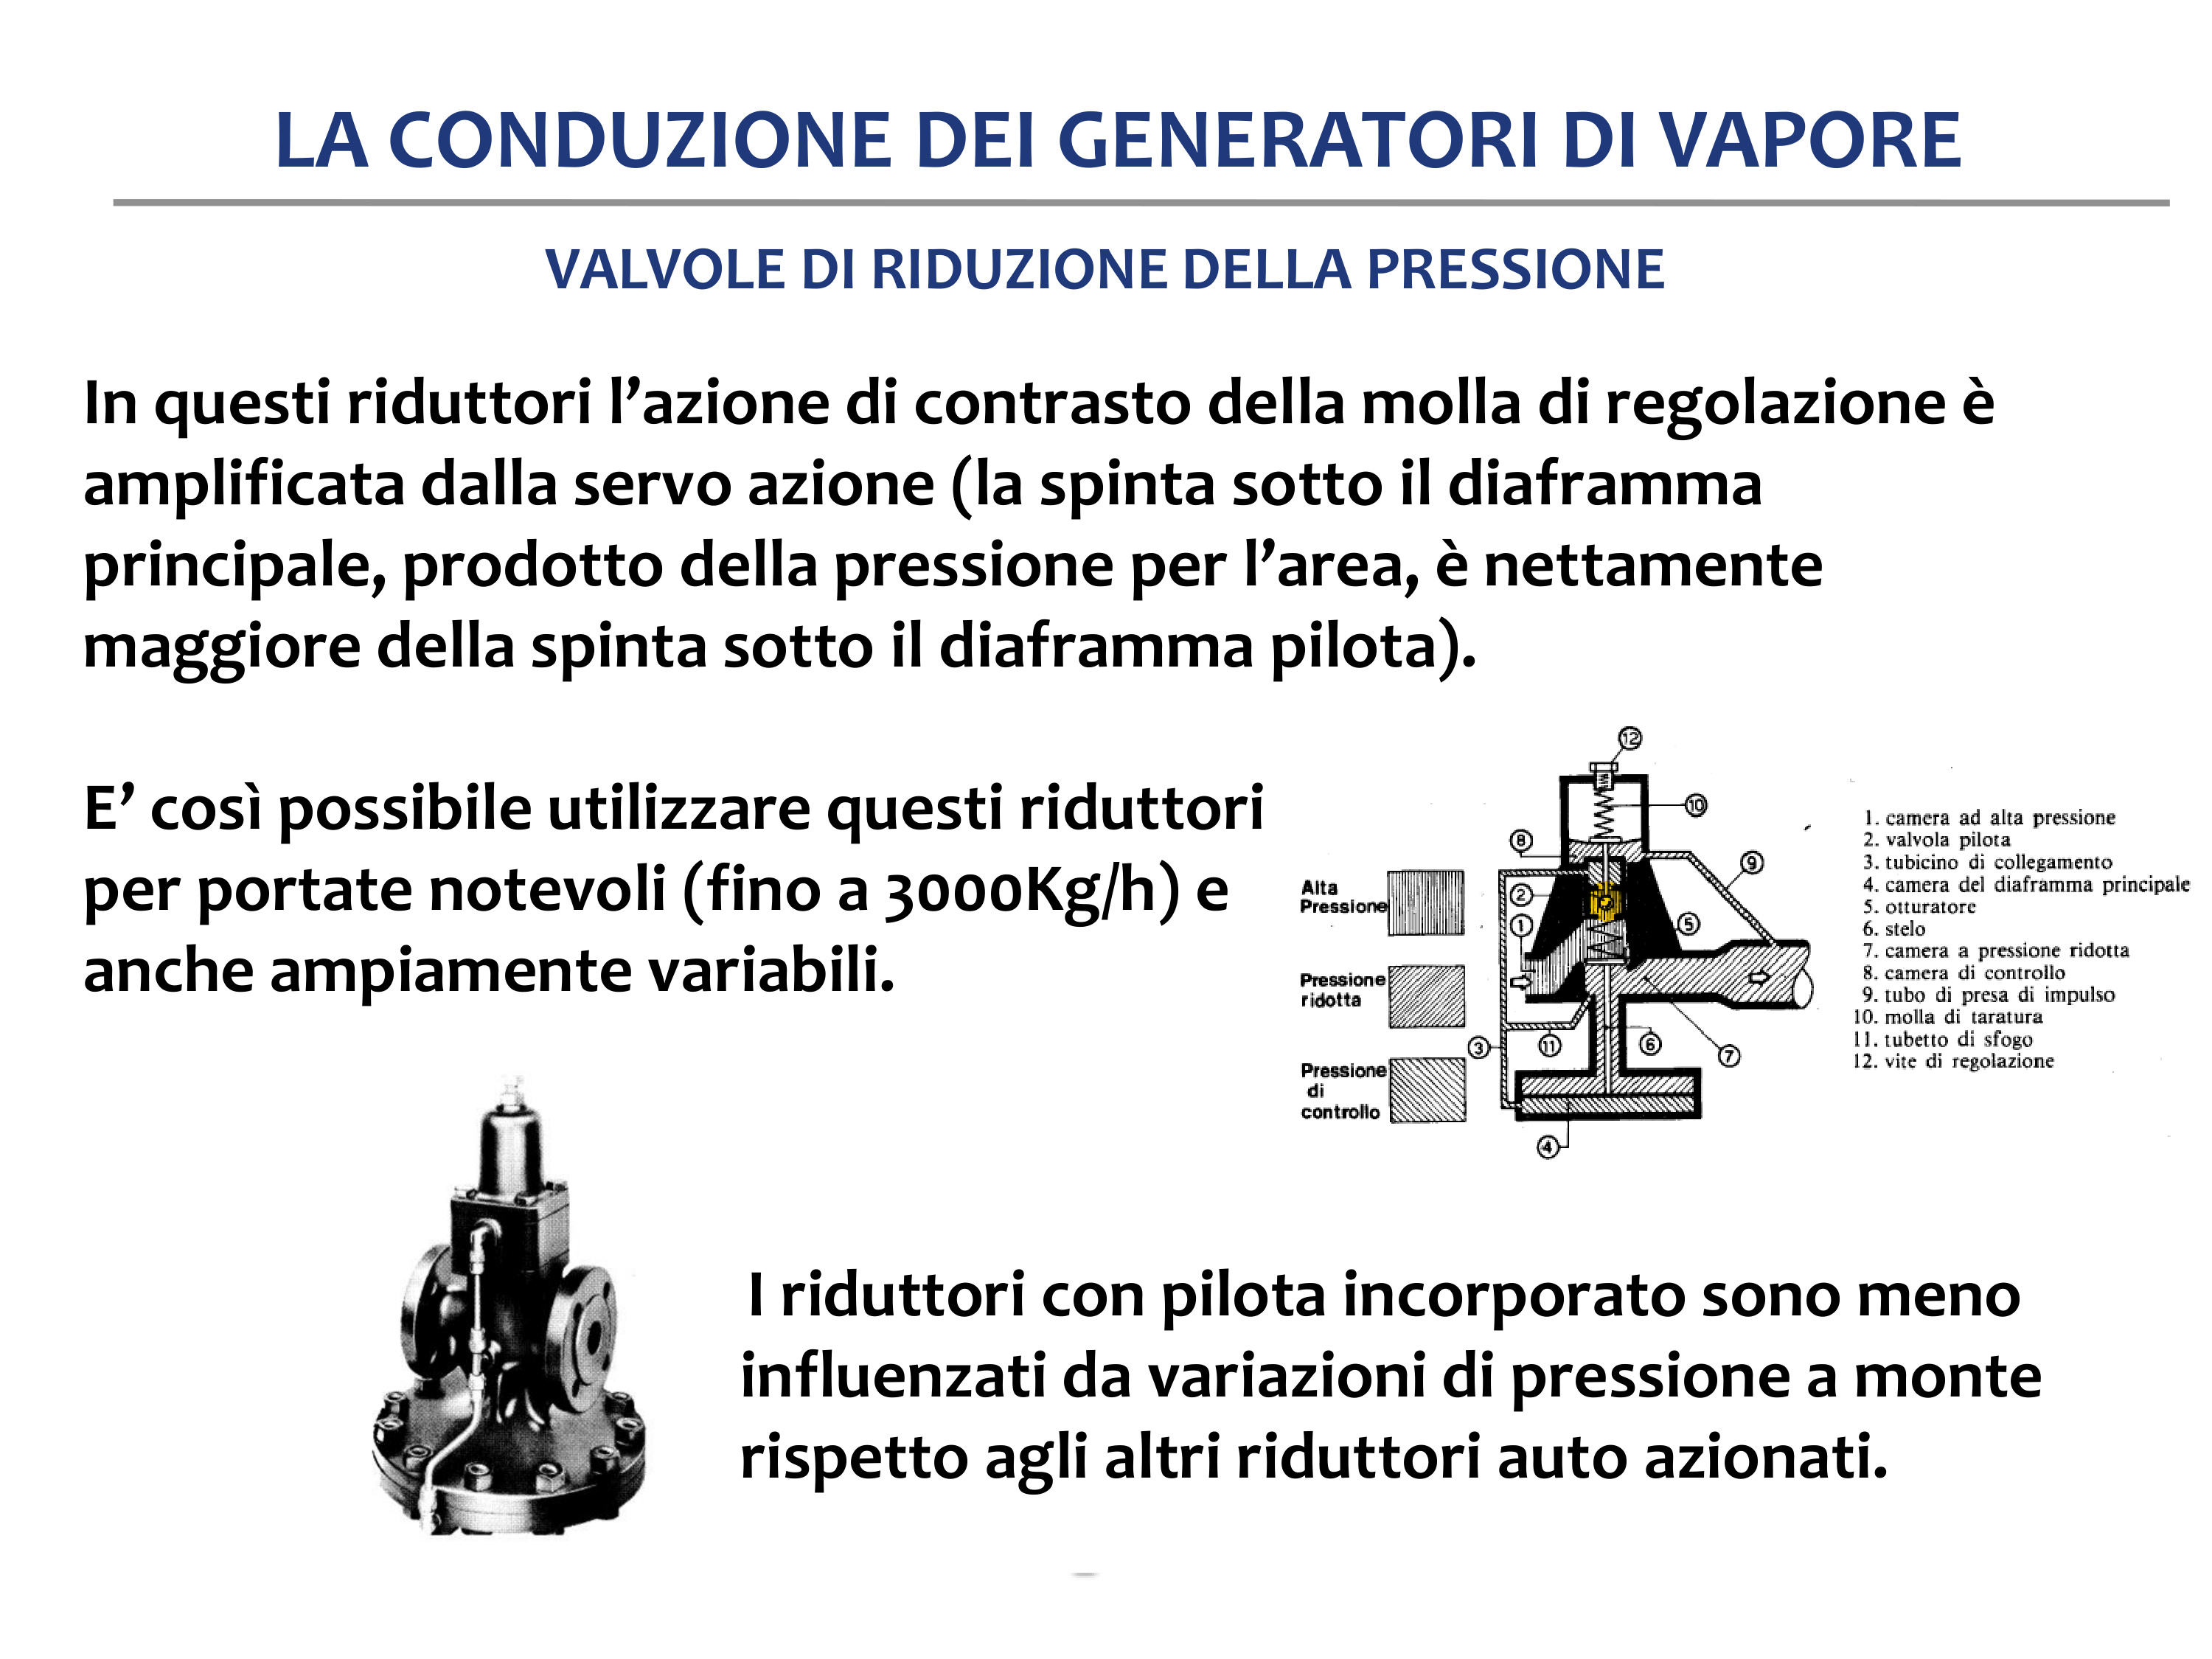 LA CONDUZIONE DEI GENERATORI DI VAPORE
VALVOLE DI RIDUZIONE DELLA PRESSIONE
In questi riduttori l’azione di contrasto della molla di regolazione è
amplificata dalla servo azione (la spinta sotto il diaframma
principale, prodotto della pressione per l’area, è nettamente
maggiore della spinta sotto il diaframma pilota).
E’ così possibile utilizzare questi riduttori
per portate notevoli (fino a 3000Kg/h) e
anche ampiamente variabili.
12
10
8
9
2
1
5
3
11
6
7
4
Alta
Pressione
Pressione
ridotta
Pressione
di
controllo
1. camera ad alta pressione
2. valvola pilota
3. tubicino di collegamento
4. camera del diaframma principale
5. otturatore
6. stelo
7. camera a pressione ridotta
8. camera di controllo
9. tubo di presa di impulso
10. molla di taratura
11. tubetto di sfogo
12. vite di regolazione
I riduttori con pilota incorporato sono meno
influenzati da variazioni di pressione a monte
rispetto agli altri riduttori auto azionati.